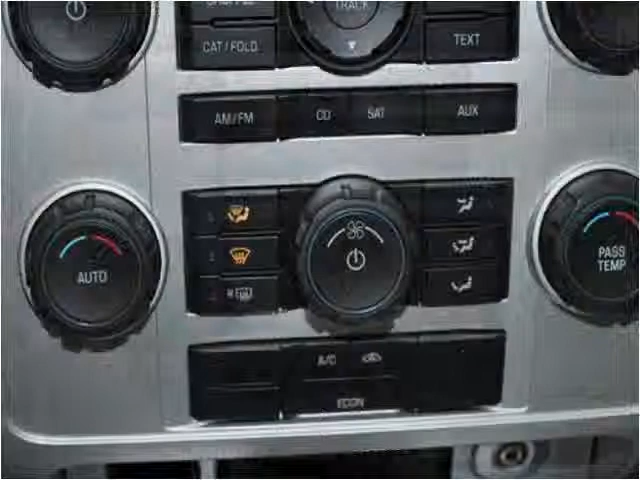 TRACK
CAT / FOLD
TEXT
AM/FM
CD
SAT
AUX
AUTO
PASS
TEMP
A/C
ECON